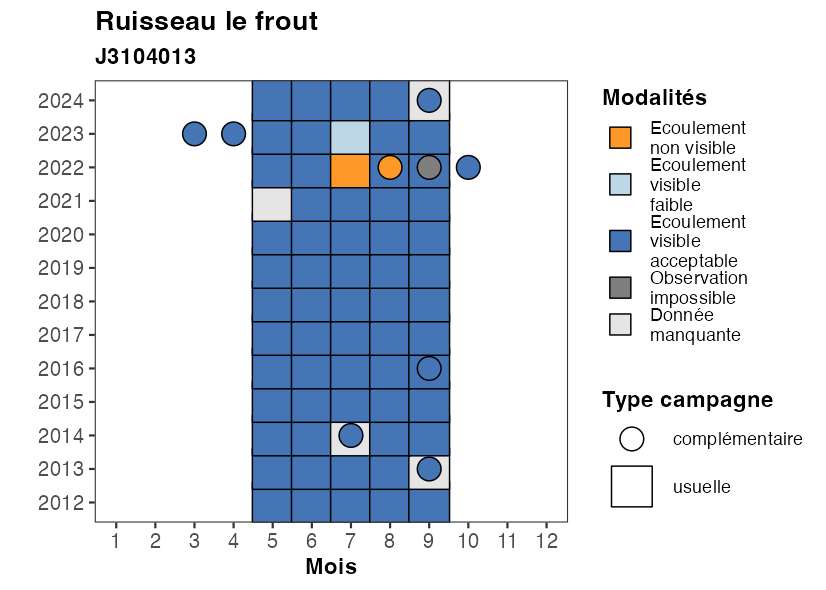 Ruisseau le frout
J3104013
2024
2023
2022
2021
2020
2019
2018
2017
2016
2015
2014
2013
2012
1 2 3 4 5 6 7 8 9 10 11 12
Mois
Modalités
Ecoulement
non visible
Ecoulement
visible
faible
Ecoulement
visible
acceptable
Observation
impossible
Donnée
manquante
Type campagne
complémentaire
usuelle